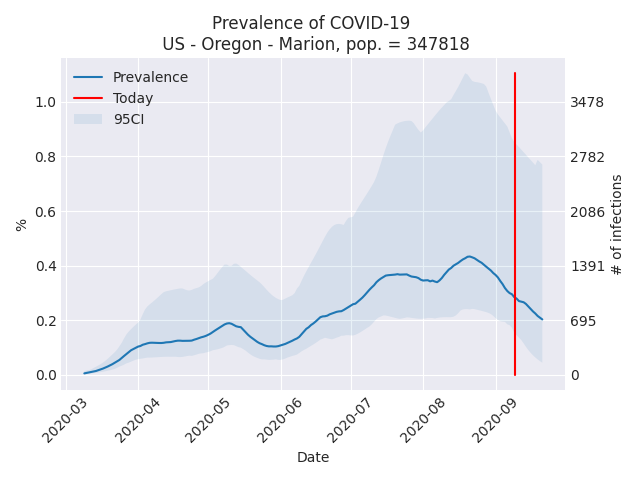 Prevalence of COVID-19
US - Oregon - Marion, pop. = 347818
Prevalence
Today
95CI
1.0
0.8
0.6
0.4
0.2
0.0
%
3478
2782
2086
1391
695
0
# of infections
2020-03
2020-04
2020-05
2020-06
2020-07
2020-08
2020-09
Date